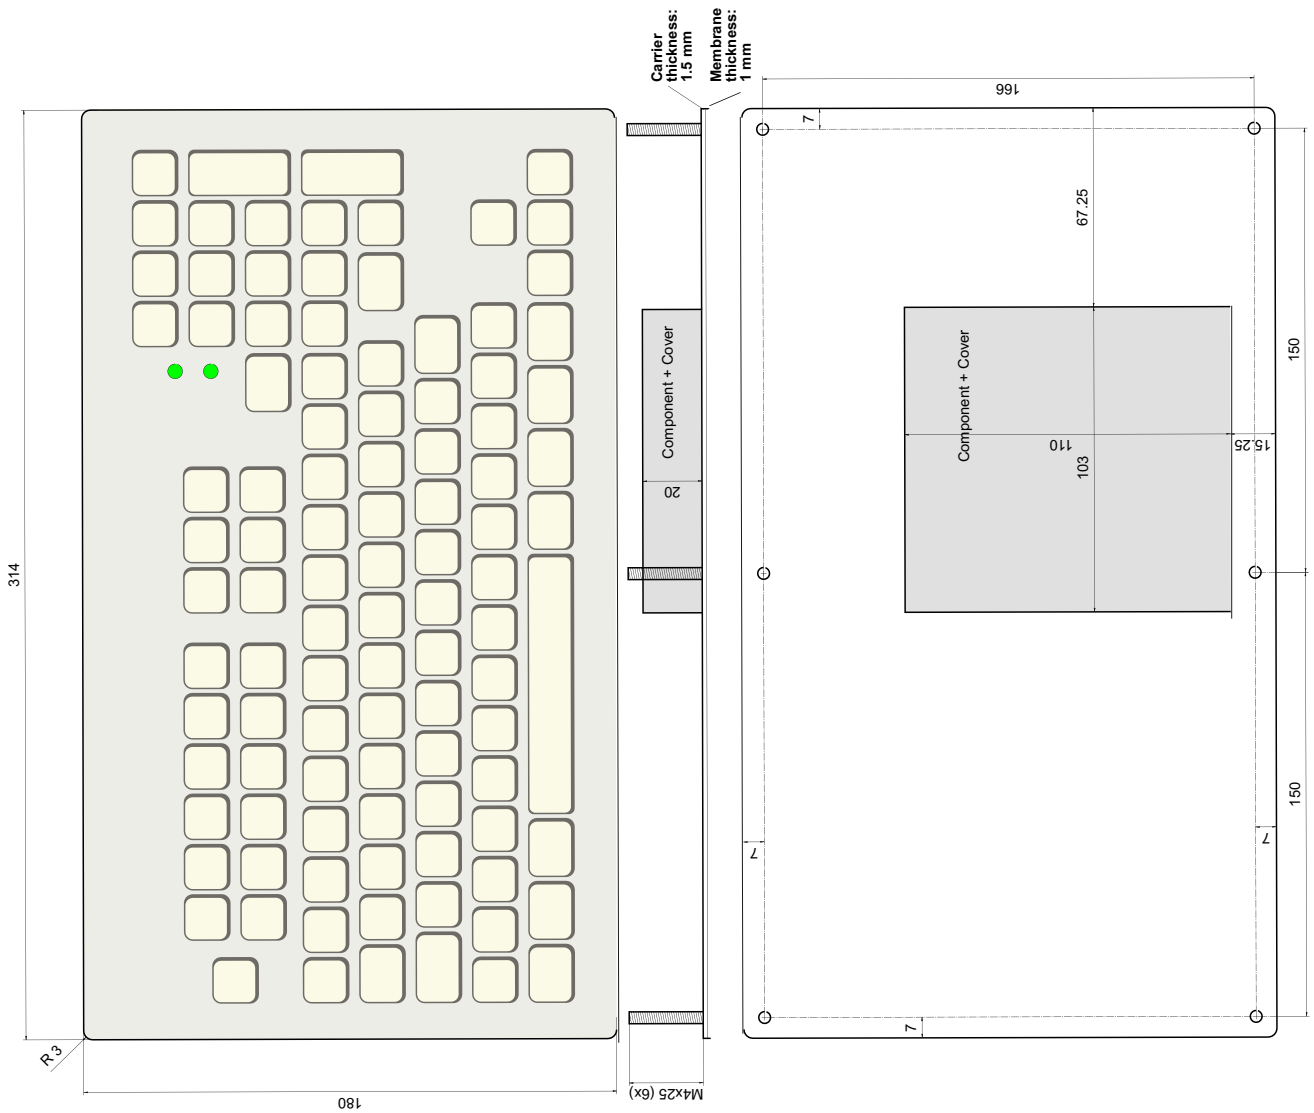 Carrier
thickness:
1.5 mm
Membrane
thickness:
1 mm
166
7
67.25
314
Component + Cover
20
Component + Cover
110
103
15.25
150
150
7
7
7
R 3
180
M4x25 (6x)